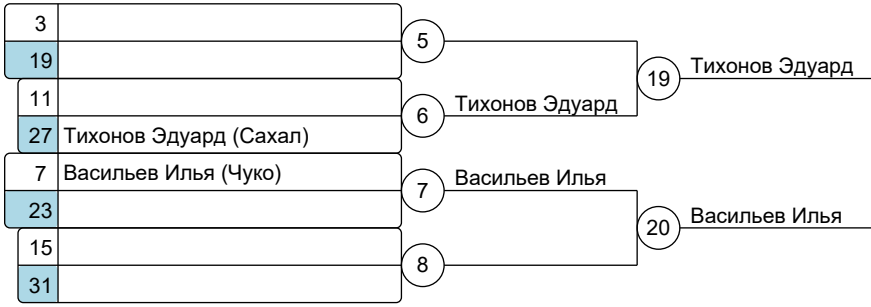 3
19
5
11
27 Тихонов Эдуард (Сахал)
6 Тихонов Эдуард
19 Тихонов Эдуард
7 Васильев Илья (Чуко)
23
7 Васильев Илья
15
31
8
20 Васильев Илья